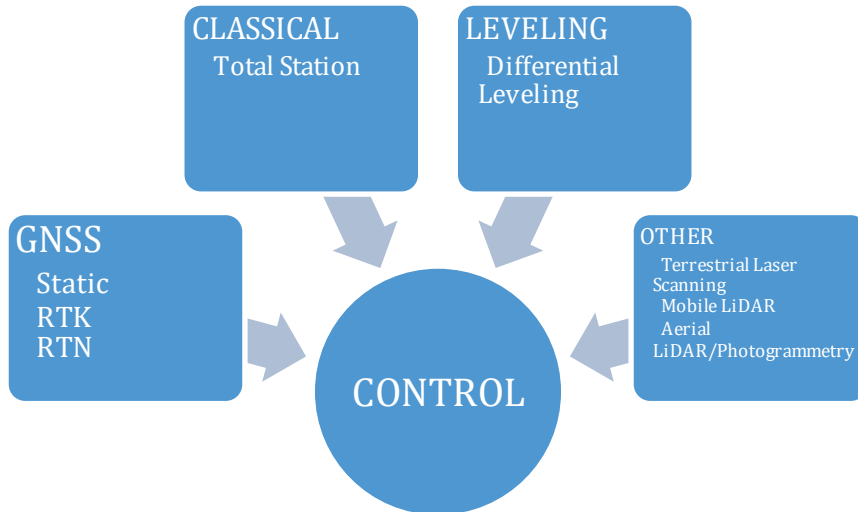 CLASSICAL
Total Station
LEVELING
Differential
Leveling
GNSS
Static
RTK
RTN
OTHER
Terrestrial Laser
Scanning
Mobile LiDAR
Aerial
LiDAR/Photogrammetry
CONTROL